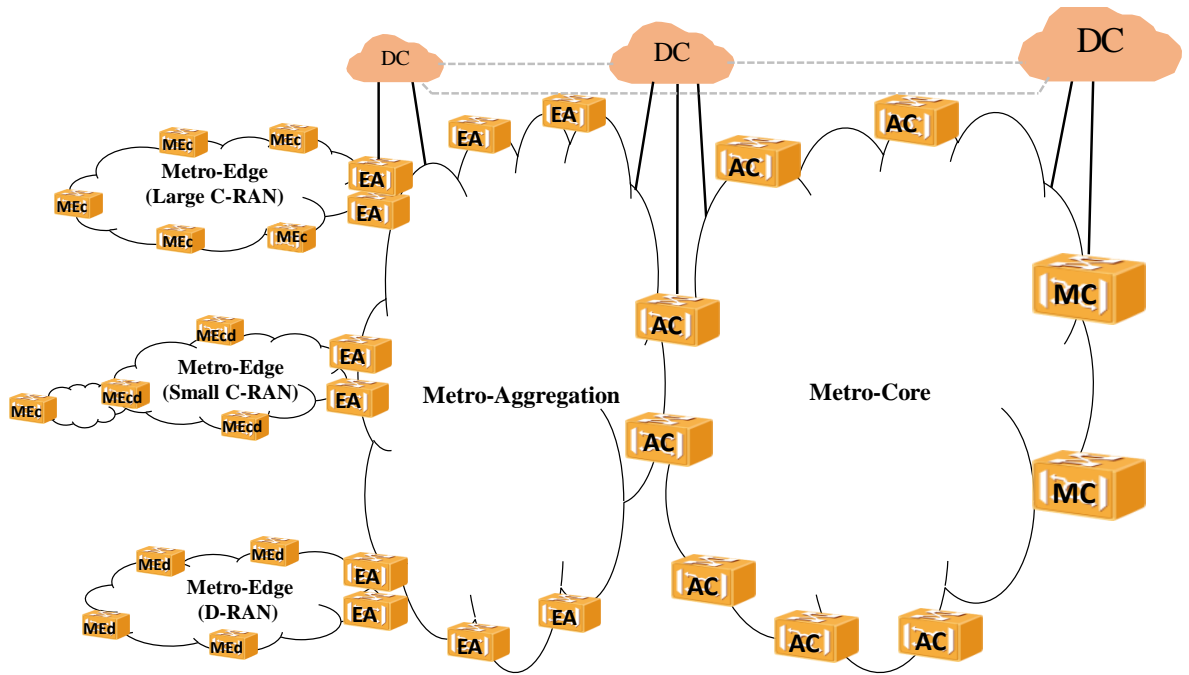 DC
DC
DC
EA
EA
AC
AC
MEc
MEc
Metro-Edge
(Large C-RAN)
EA
EA
MEc
MEc
MEc
MC
AC
MEcd
EA
Metro-Edge
(Small C-RAN)
MEcd
EA
MEc
MEcd
Metro-Aggregation
Metro-Core
AC
MC
MEd
MEd
Metro-Edge
(D-RAN)
EA
EA
MEd
MEd
EA
EA
AC
AC
AC